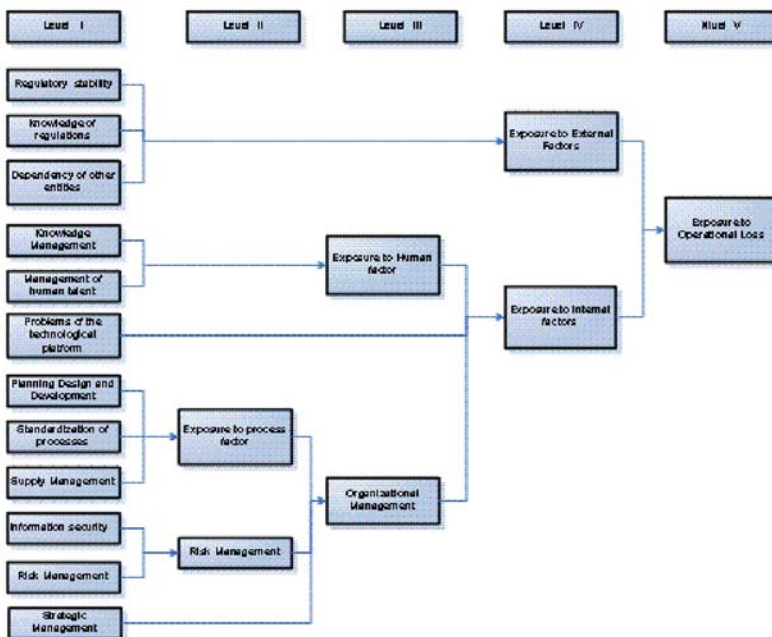 Level I
Level II
Level III
Level IV
Nivel V
Regulatory stability
Knowledge of
regulations
Dependency of other
entities
Exposure to External
Factors
Exposure to
Operational Loss
Knowledge
Management
Management of
human talent
Exposure to Human
factor
Problems of the
technological
platform
Exposure to Internal
factors
Planning Design and
Development
Standardization of
processes
Supply Management
Exposure to process
factor
Organizational
Management
Information security
Risk Management
Risk Management
Strategic
Management